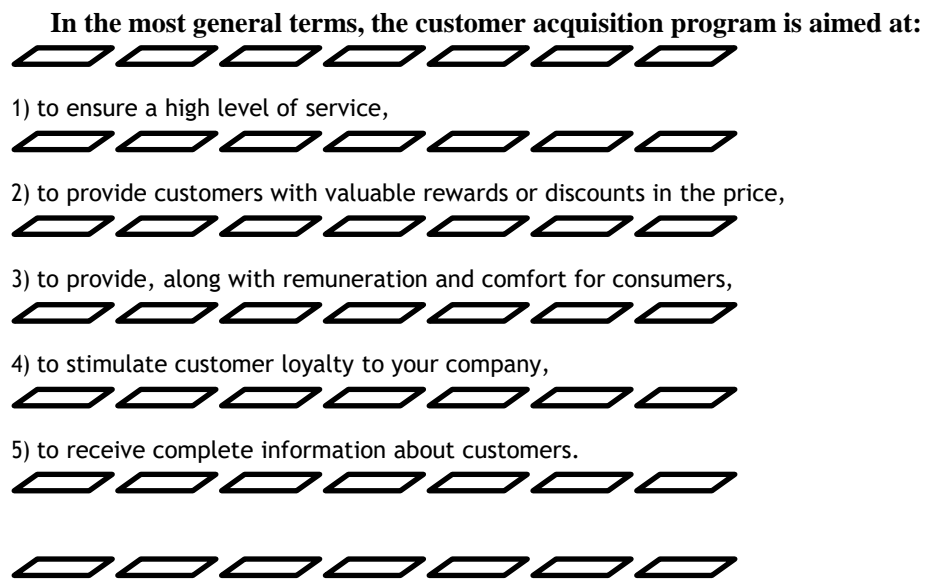 In the most general terms, the customer acquisition program is aimed at:
1) to ensure a high level of service,
2) to provide customers with valuable rewards or discounts in the price,
3) to provide, along with remuneration and comfort for consumers,
4) to stimulate customer loyalty to your company,
5) to receive complete information about customers.